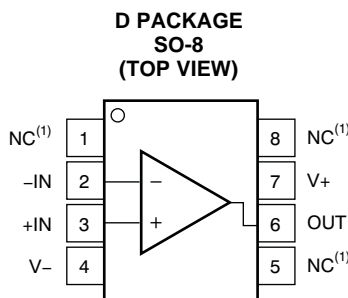 D PACKAGE
SO-8
(TOP VIEW)
NC(1) 1 8 NC(1)
–IN 2 – 7 V+
+IN 3 + 6 OUT
V– 4 5 NC(1)